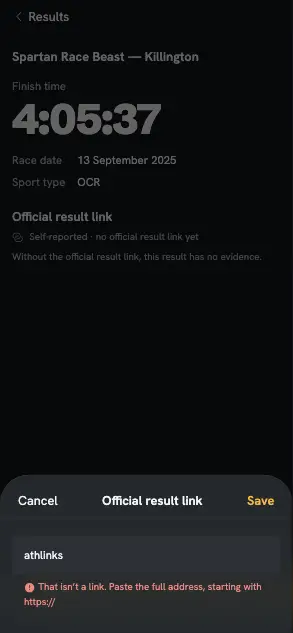 Results
Spartan Race Beast — Killington
Finish time
4:05:37
Race date 13 September 2025
Sport type OCR
Official result link
Self-reported · no official result link yet
Without the official result link, this result has no evidence.
Cancel Official result link Save
athlinks
That isn’t a link. Paste the full address, starting with
https://